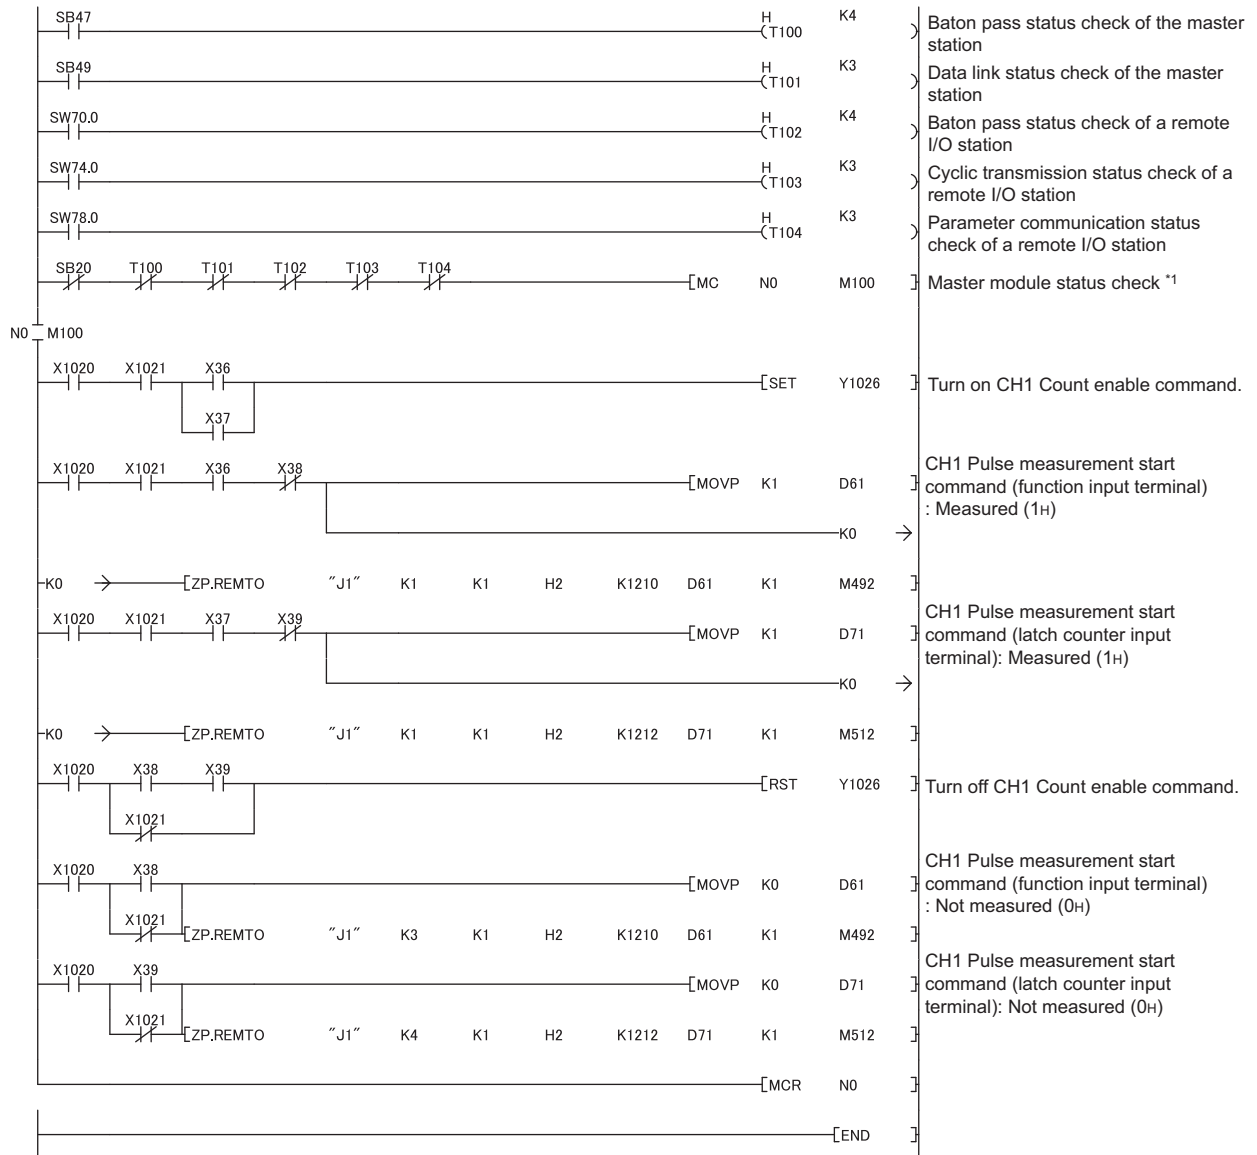 SB47 H K4
(T100 ) Baton pass status check of the master
station
SB49 H K3
(T101 ) Data link status check of the master
station
SW70.0 H K4
(T102 ) Baton pass status check of a remote
I/O station
SW74.0 H K3
(T103 ) Cyclic transmission status check of a
remote I/O station
SW78.0 H K3
(T104 ) Parameter communication status
check of a remote I/O station
SB20 T100 T101 T102 T103 T104
[MC N0 M100 ] Master module status check *1
N0 M100
X1020 X1021 X36
[SET Y1026 ] Turn on CH1 Count enable command.
X37
X1020 X1021 X36 X38
[MOVP K1 D61 ]
CH1 Pulse measurement start
command (function input terminal)
: Measured (1H)
K0
K0 [ZP.REMTO "J1" K1 K1 H2 K1210 D61 K1 M492 ]
X1020 X1021 X37 X39
[MOVP K1 D71 ]
CH1 Pulse measurement start
command (latch counter input
terminal): Measured (1H)
K0
K0 [ZP.REMTO "J1" K1 K1 H2 K1212 D71 K1 M512 ]
X1020 X38 X39
[RST Y1026 ] Turn off CH1 Count enable command.
X1021
X1020 X38
[MOVP K0 D61 ]
CH1 Pulse measurement start
command (function input terminal)
: Not measured (0H)
X1021
[ZP.REMTO "J1" K3 K1 H2 K1210 D61 K1 M492 ]
X1020 X39
[MOVP K0 D71 ]
CH1 Pulse measurement start
command (latch counter input
terminal): Not measured (0H)
X1021
[ZP.REMTO "J1" K4 K1 H2 K1212 D71 K1 M512 ]
[MCR N0 ]
[END ]